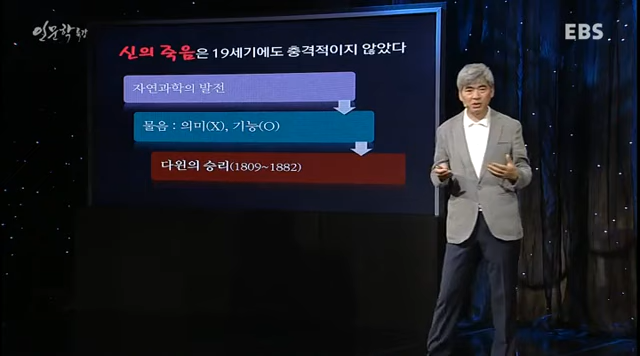 인문학 특강
EBS
신의 죽음은 19세기에도 충격적이지 않았다
자연과학의 발전
물음 : 의미(X), 기능(O)
다윈의 승리(1809~1882)